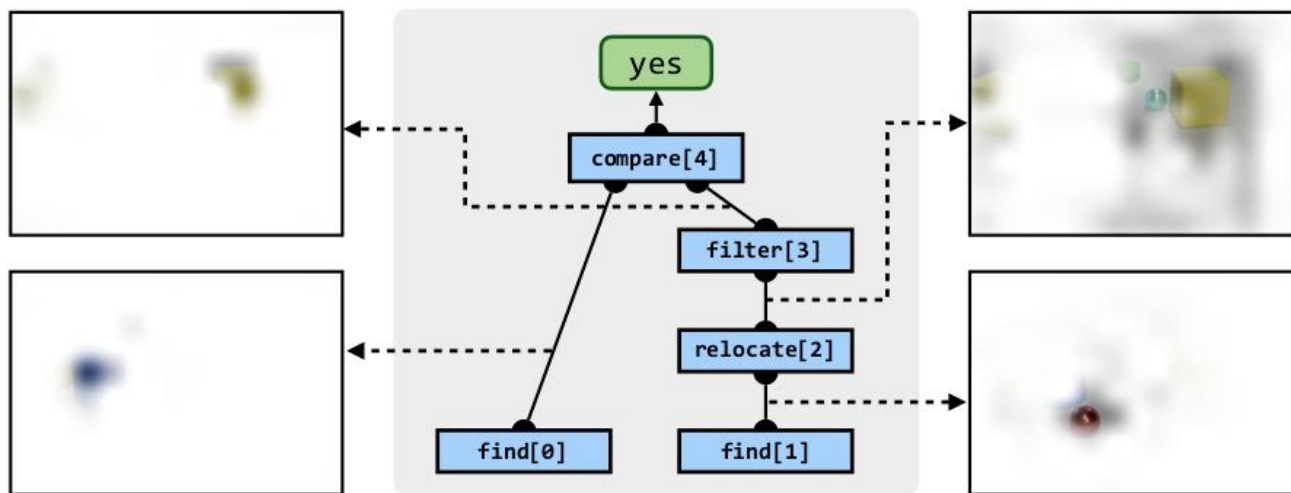 yes
compare[4]
filter[3]
relocate[2]
find[0]
find[1]